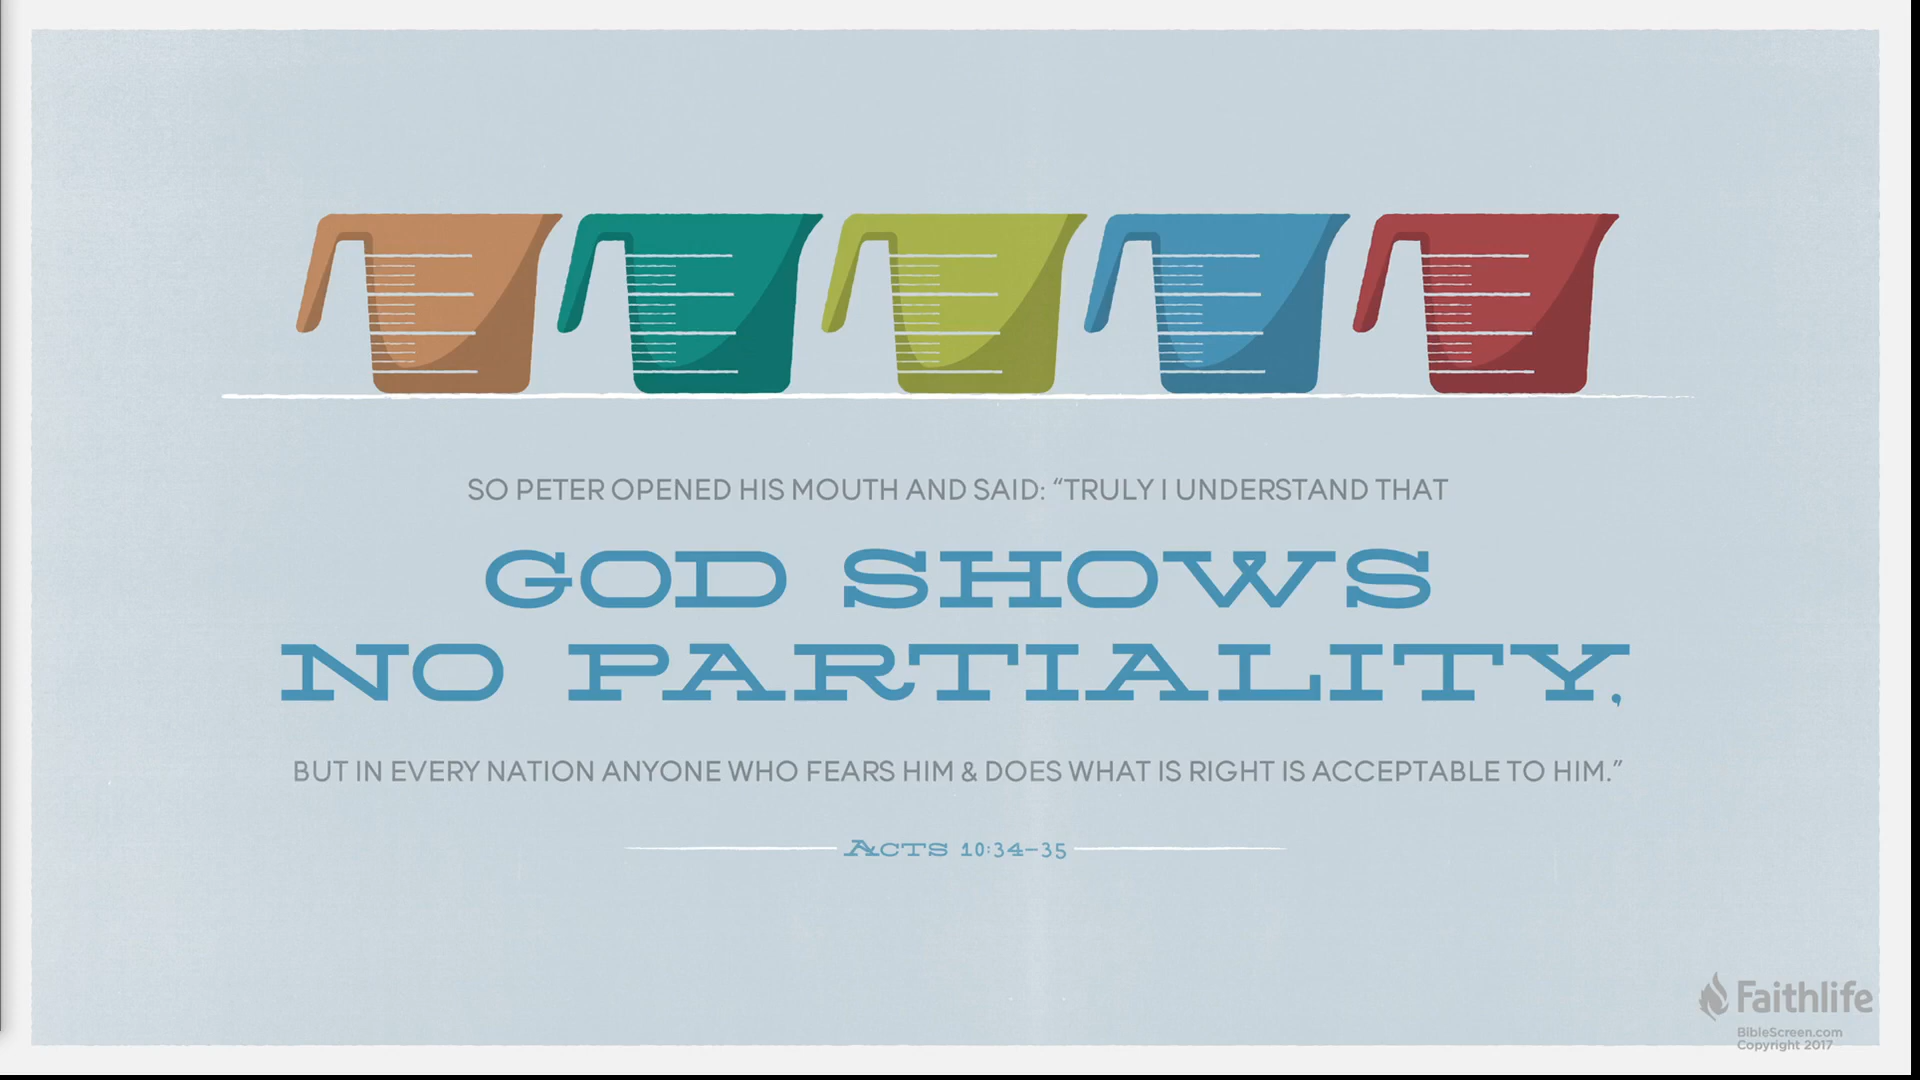 SO PETER OPENED HIS MOUTH AND SAID: “TRULY I UNDERSTAND THAT
GOD SHOWS
NO PARTIALITY,
BUT IN EVERY NATION ANYONE WHO FEARS HIM & DOES WHAT IS RIGHT IS ACCEPTABLE TO HIM.”
ACTS 10:34–35
Faithlife
BibleScreen.com
Copyright 2017